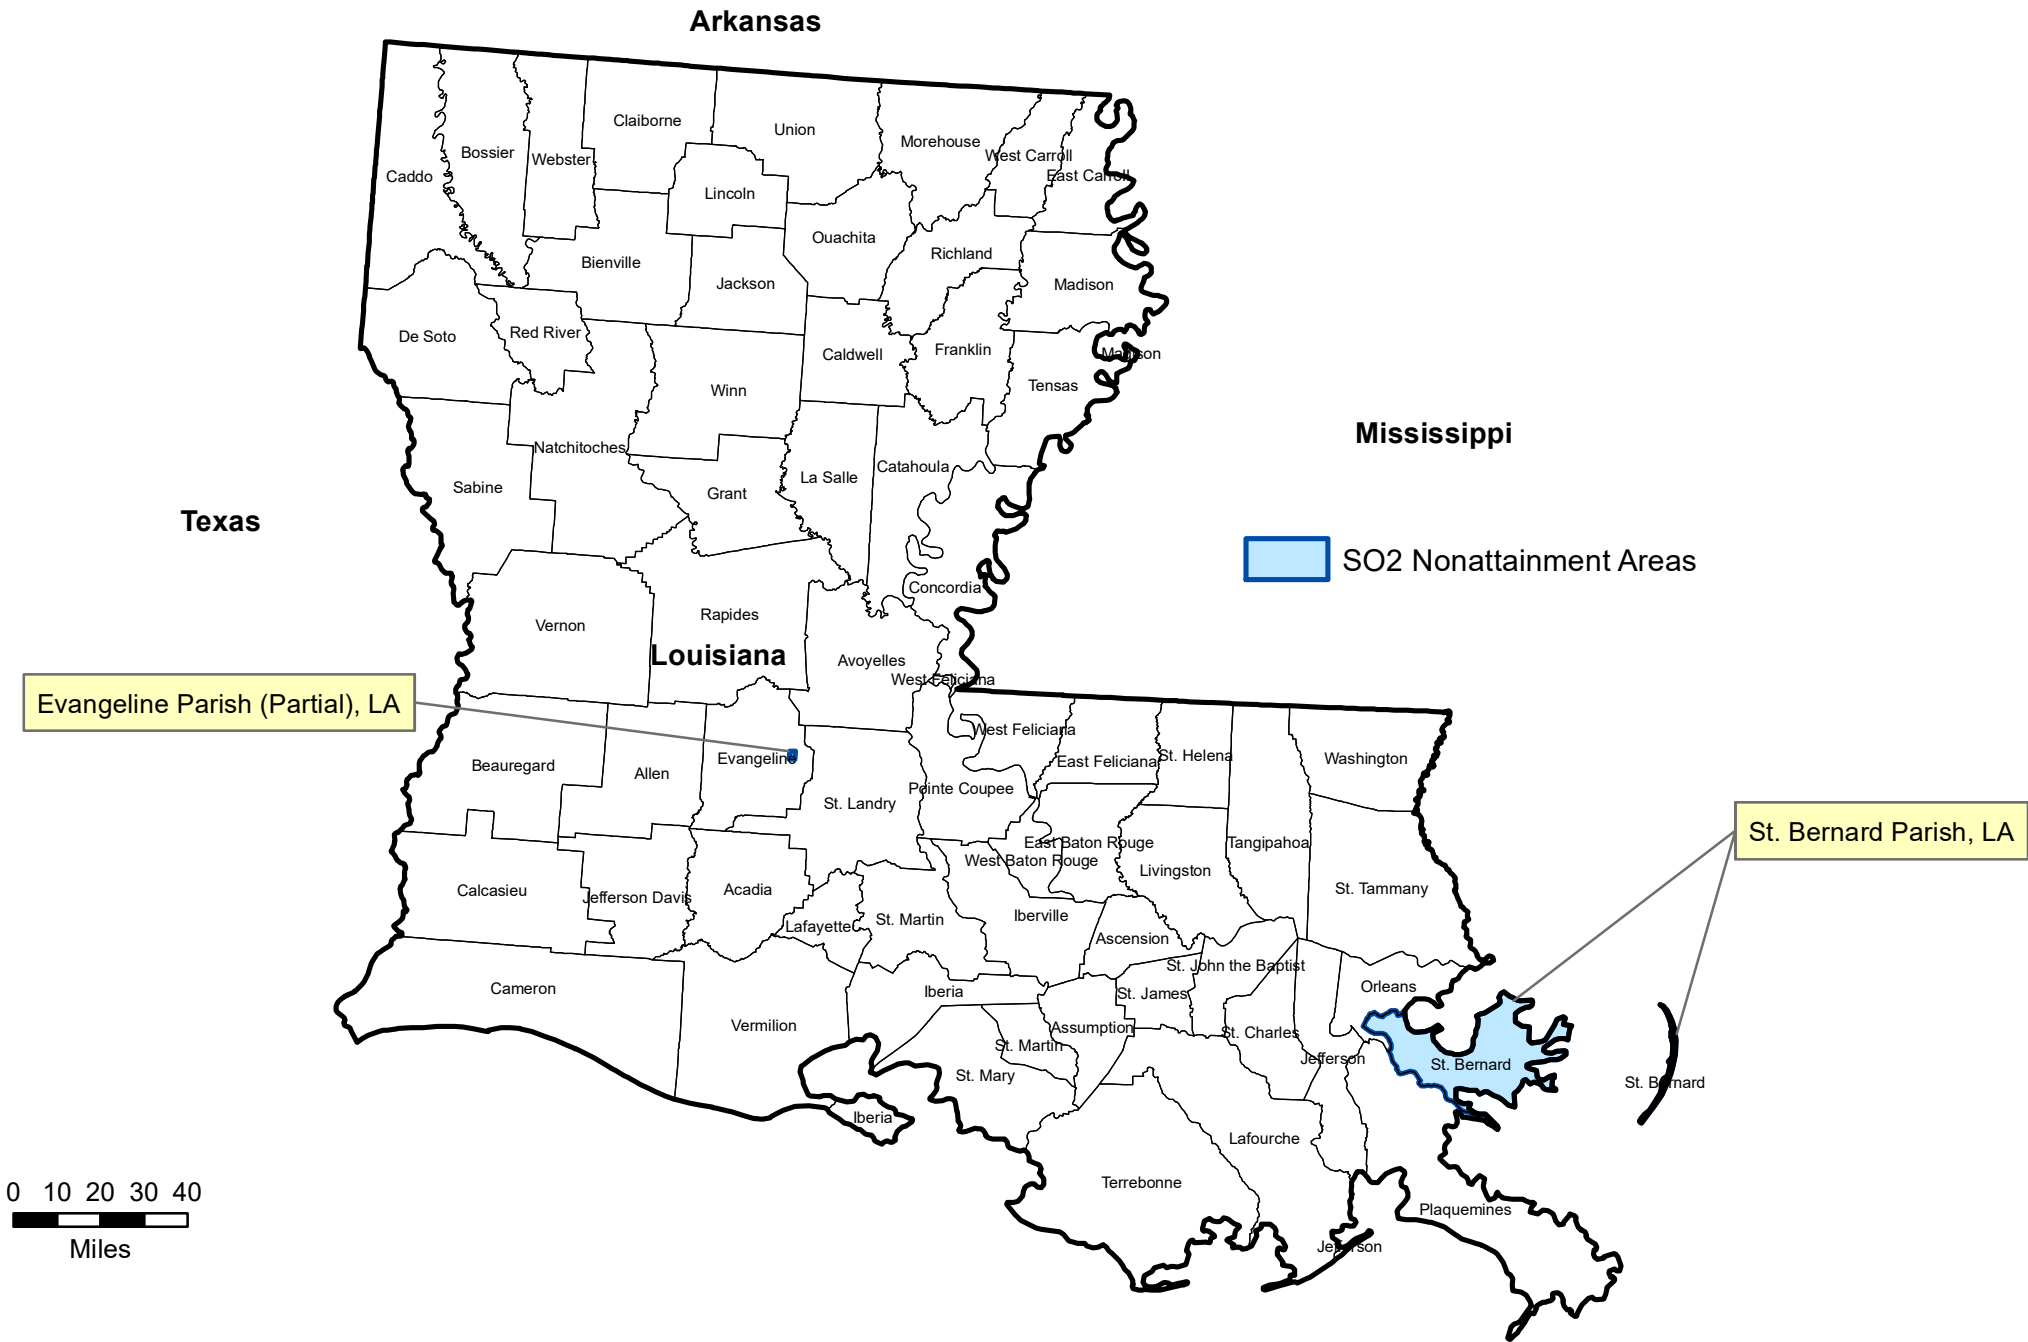 Arkansas
Claiborne
Union
Morehouse
West Carroll
East Carroll
Bossier
Webster
Caddo
Lincoln
Ouachita
Richland
Bienville
Jackson
Madison
Red River
De Soto
Caldwell
Franklin
Madison
Tensas
Winn
Mississippi
Natchitoches
Catahoula
La Salle
Sabine
Grant
Texas
SO2 Nonattainment Areas
Concordia
Rapides
Vernon
Louisiana
Avoyelles
West Feliciana
Evangeline Parish (Partial), LA
West Feliciana
St. Helena
Washington
Evangeline
East Feliciana
Beauregard
Allen
Pointe Coupee
St. Landry
St. Bernard Parish, LA
East Baton Rouge
Tangipahoa
West Baton Rouge
Livingston
Calcasieu
Acadia
St. Tammany
Jefferson Davis
Iberville
St. Martin
Lafayette
Ascension
St. John the Baptist
Cameron
Iberia
St. James
Orleans
Vermilion
Assumption
St. Charles
St. Martin
Jefferson
St. Bernard
St. Mary
St. Bernard
Iberia
Lafourche
Terrebonne
0 10 20 30 40
Plaquemines
Miles
Jefferson